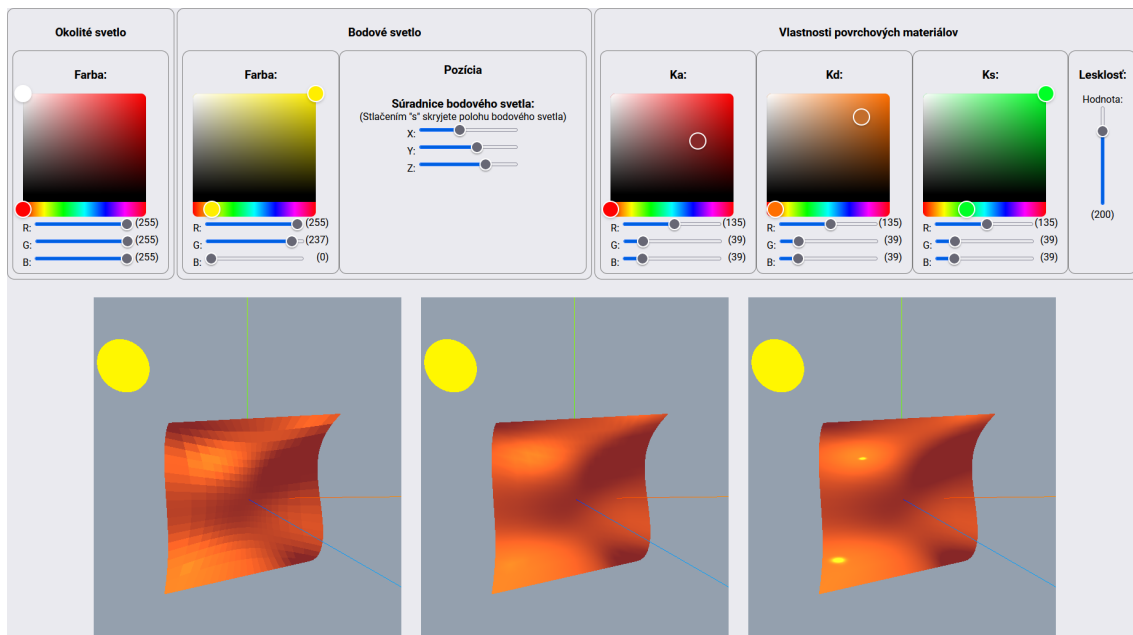 Okolité svetlo
Bodové svetlo
Vlastnosti povrchových materiálov
Farba:
R: (255)
G: (255)
B: (255)
Farba:
R: (255)
G: (237)
B: (0)
Pozícia
Súradnice bodového svetla:
(Stlačením "s" skryjete polohu bodového svetla)
X:
Y:
Z:
Ka:
R: (135)
G: (39)
B: (39)
Kd:
R: (135)
G: (39)
B: (39)
Ks:
R: (135)
G: (39)
B: (39)
Lesklosť:
Hodnota:
(200)